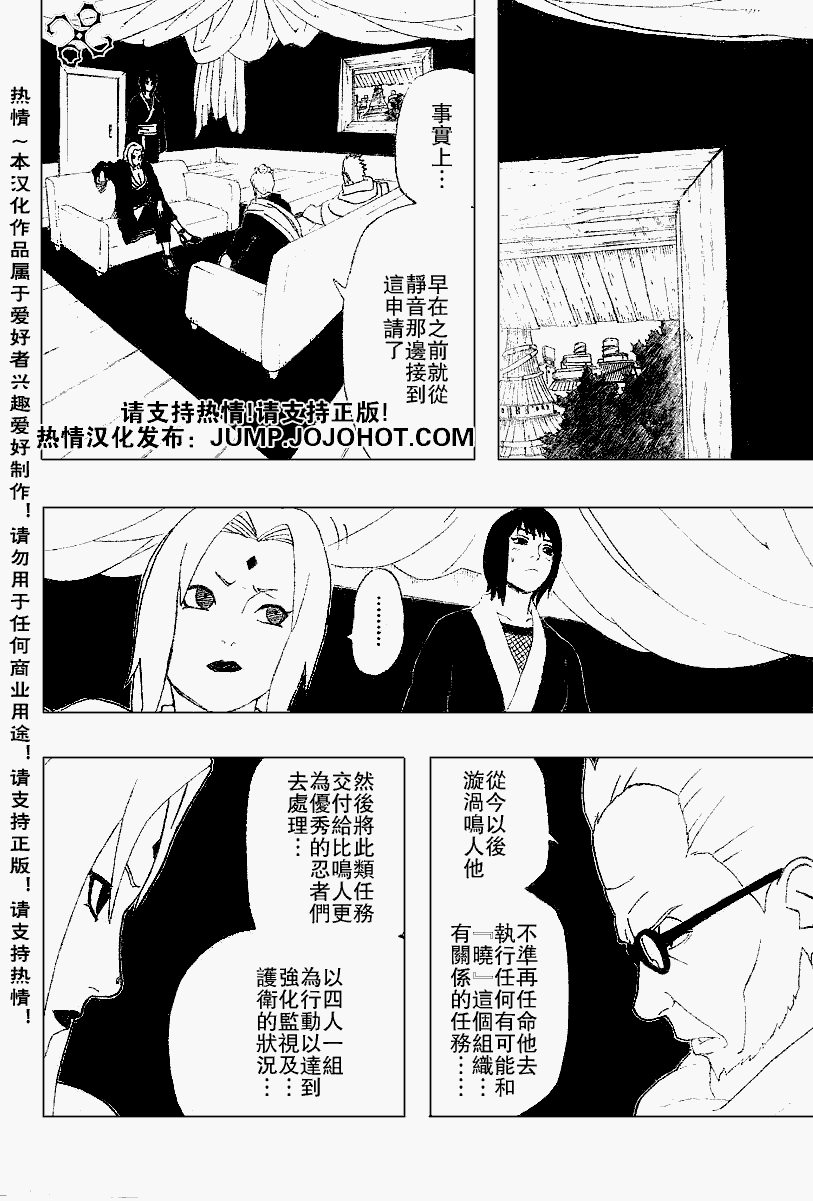 事實上…
早在之前就從
靜音那邊接到
這申請了
请支持热情!请支持正版!
热情汉化发布：JUMP.JOJOHOT.COM
………
從今以後
漩渦鳴人他
不準再任命他去
執行任何有可能和
『曉』這個組織…
有關係的任務……
然後將此類任務
交付給比鳴人更
為優秀的忍者們
去處理…
以四人一組
為行動以達到
強化監視及…
護衛的狀況…
热情～本汉化作品属于爱好者兴趣爱好制作！请勿用于任何商业用途！请支持正版！请支持热情！